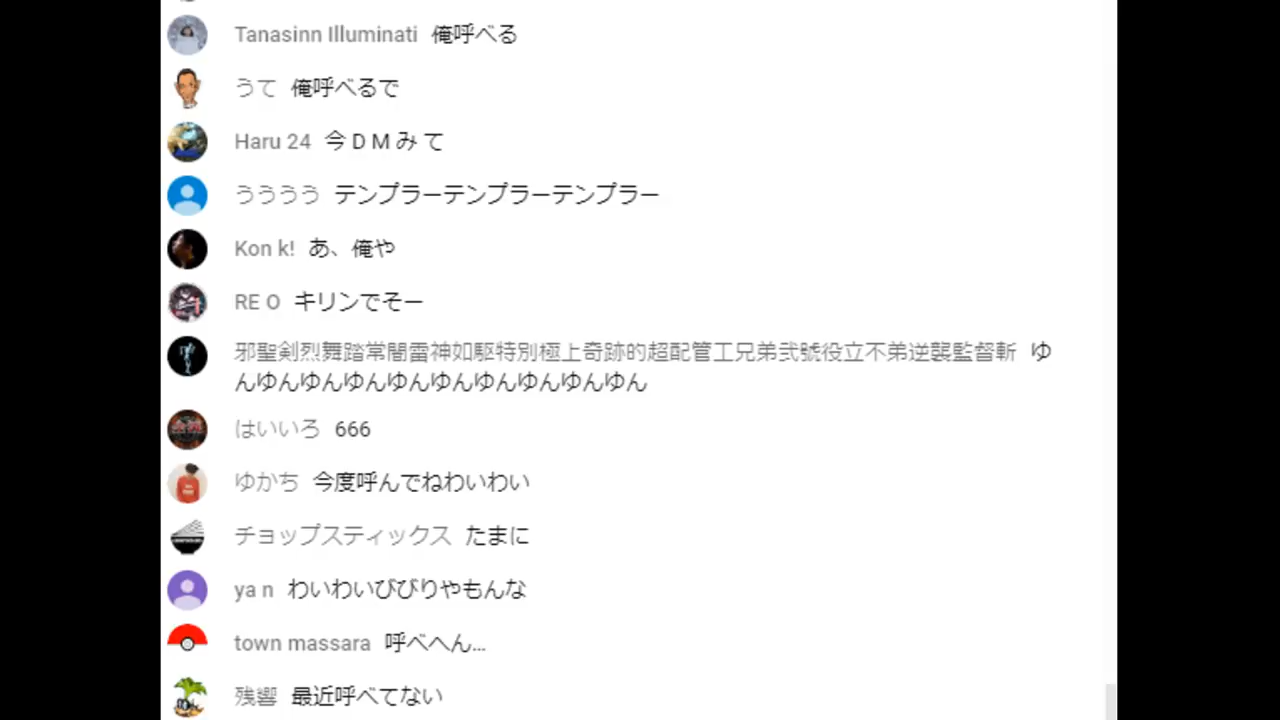 Tanasinn Illuminati 俺呼べる
うて 俺呼べるで
Haru 24 今ＤＭみ て
うううう テンプラーテンプラーテンプラー
Kon k! あ、俺や
RE O キリンでそー
邪聖剣烈舞踏常闇雷神如駆特別極上奇跡的超配管工兄弟弐號役立不弟逆襲監督斬 ゆ
んゆんゆんゆんゆんゆんゆんゆんゆんゆん
はいいろ 666
ゆかち 今度呼んでねわいわい
チョップスティックス たまに
ya n わいわいびびりやもんな
town massara 呼べへん…
残響 最近呼べてない